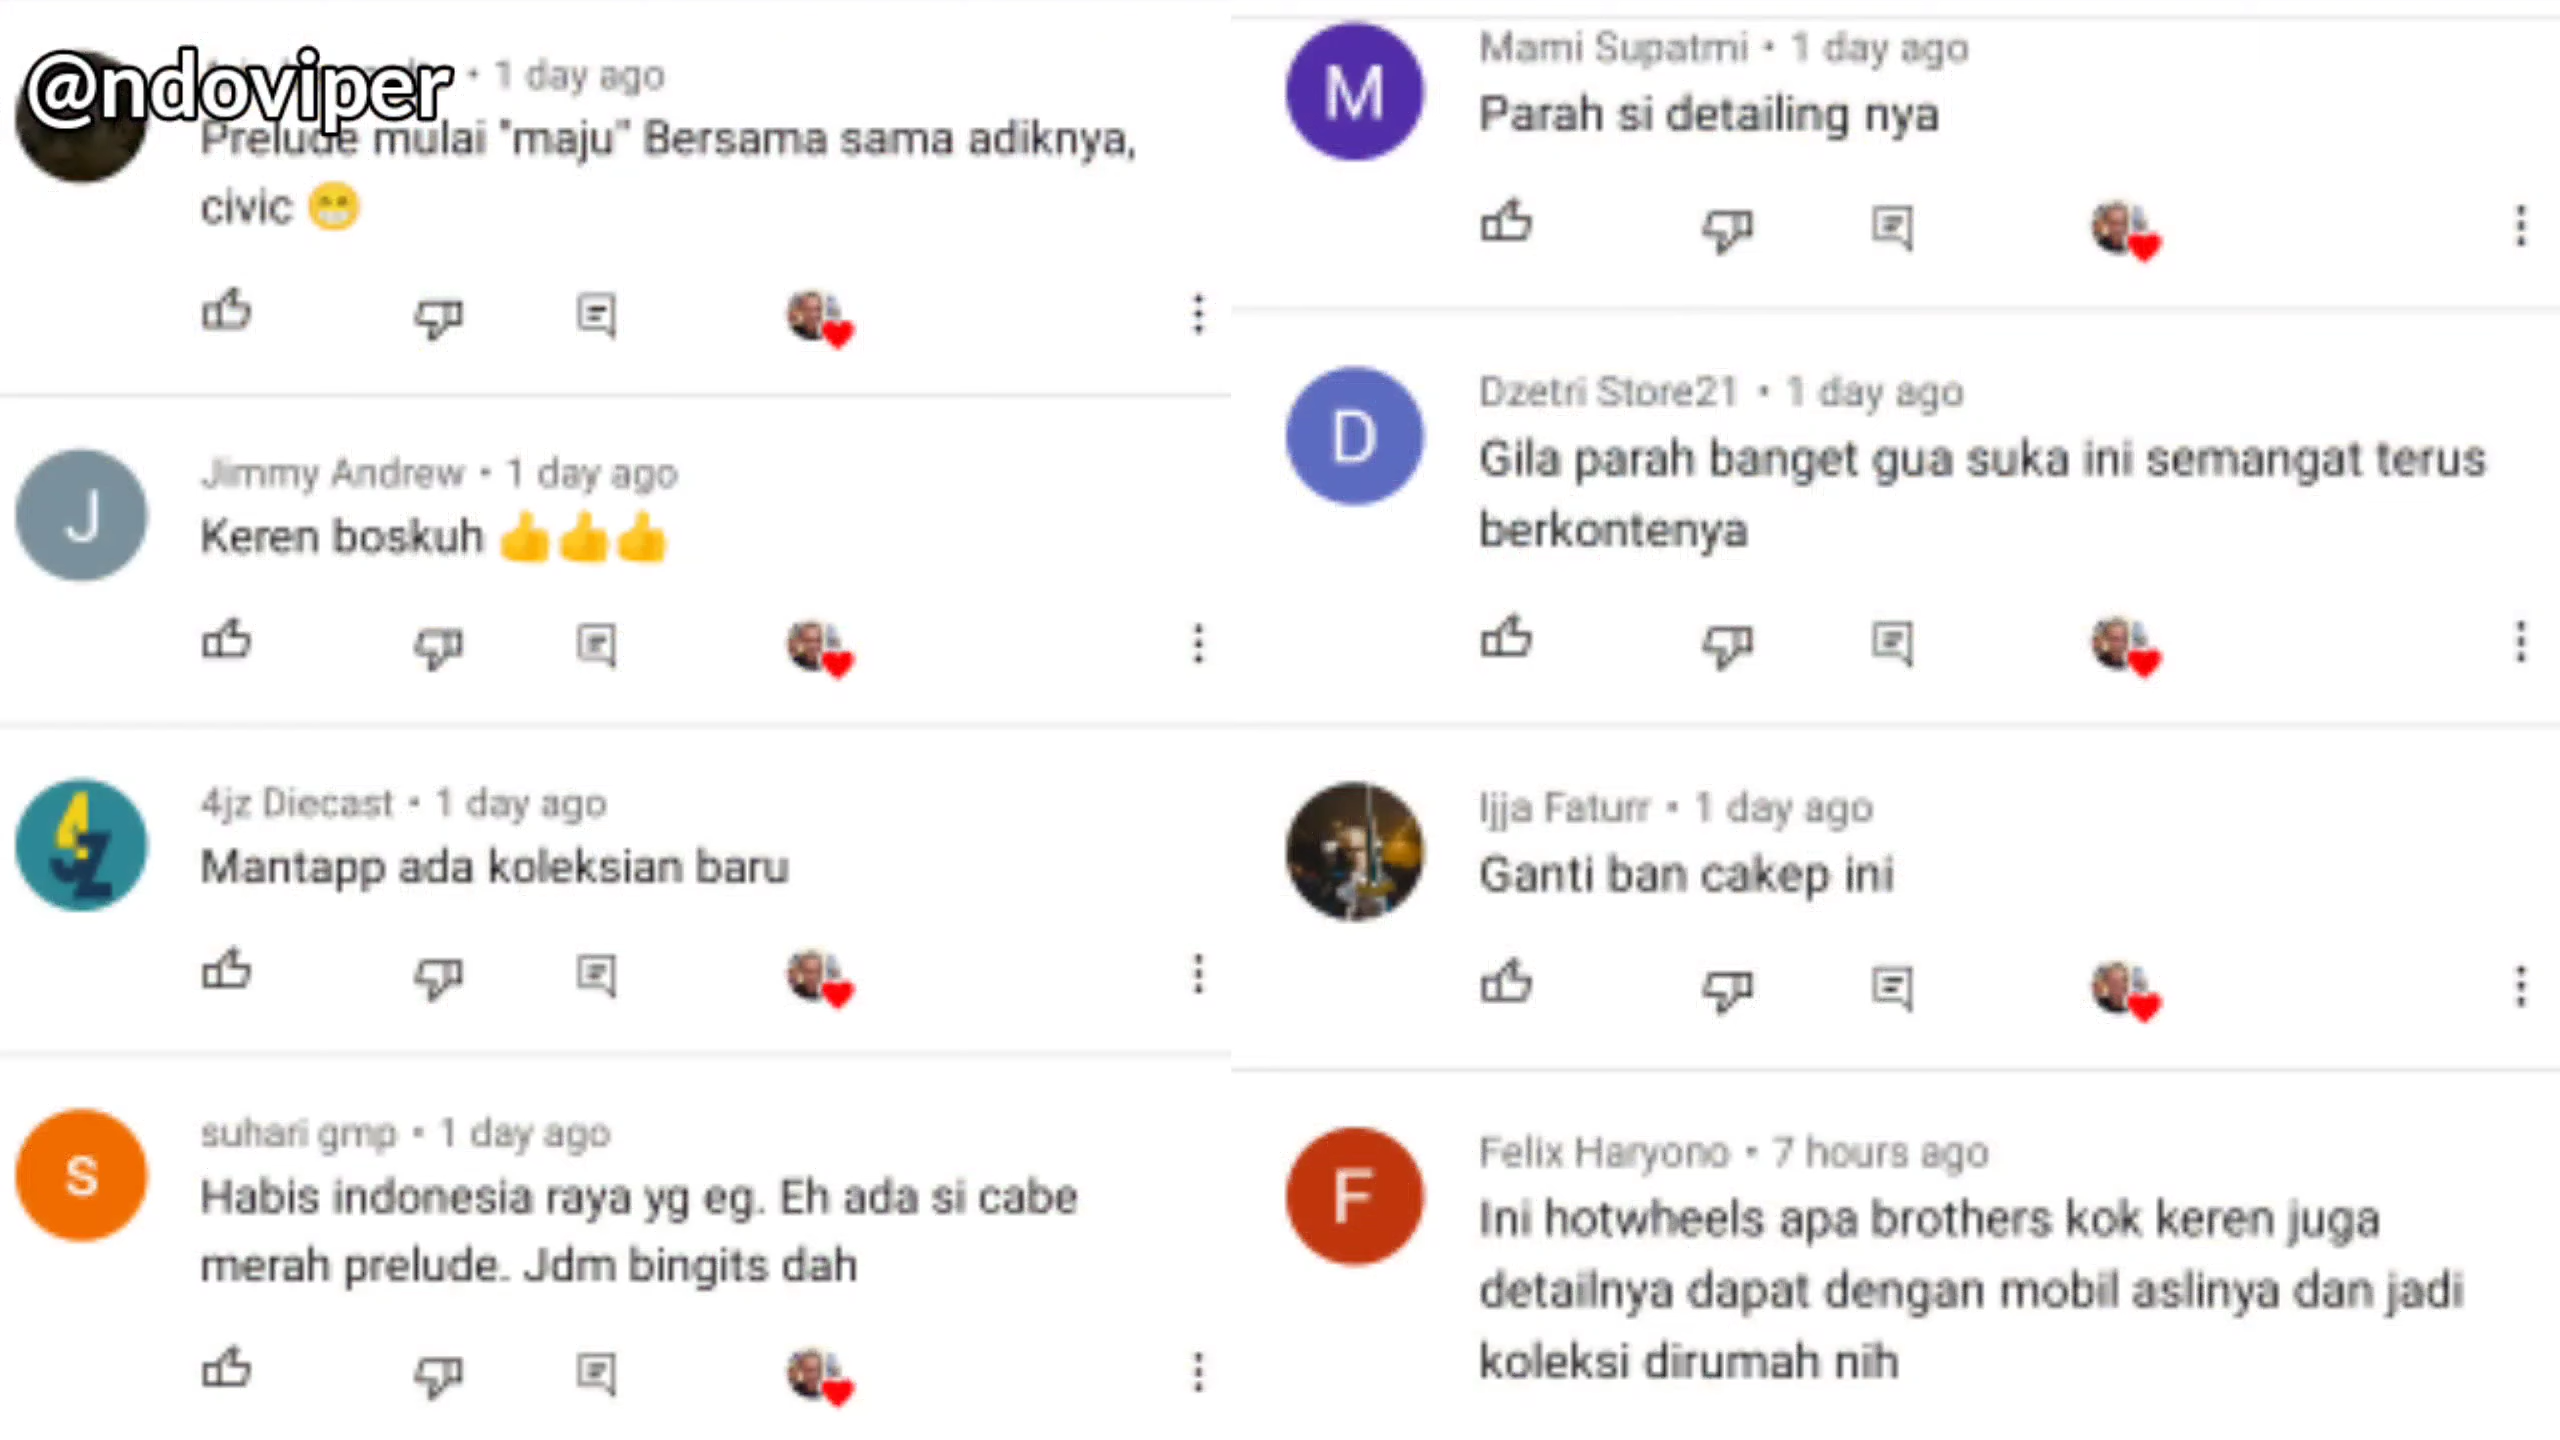 @ndoviper
• 1 day ago
Prelude mulai "maju" Bersama sama adiknya,
civic 😁
J
Jimmy Andrew • 1 day ago
Keren boskuh 👍👍👍
4jz
4jz Diecast • 1 day ago
Mantapp ada koleksian baru
S
suhari gmp • 1 day ago
Habis indonesia raya yg eg. Eh ada si cabe
merah prelude. Jdm bingits dah
M
Mami Supatmi • 1 day ago
Parah si detailing nya
D
Dzetri Store21 • 1 day ago
Gila parah banget gua suka ini semangat terus
berkontenya
Ijja Faturr • 1 day ago
Ganti ban cakep ini
F
Felix Haryono • 7 hours ago
Ini hotwheels apa brothers kok keren juga
detailnya dapat dengan mobil aslinya dan jadi
koleksi dirumah nih